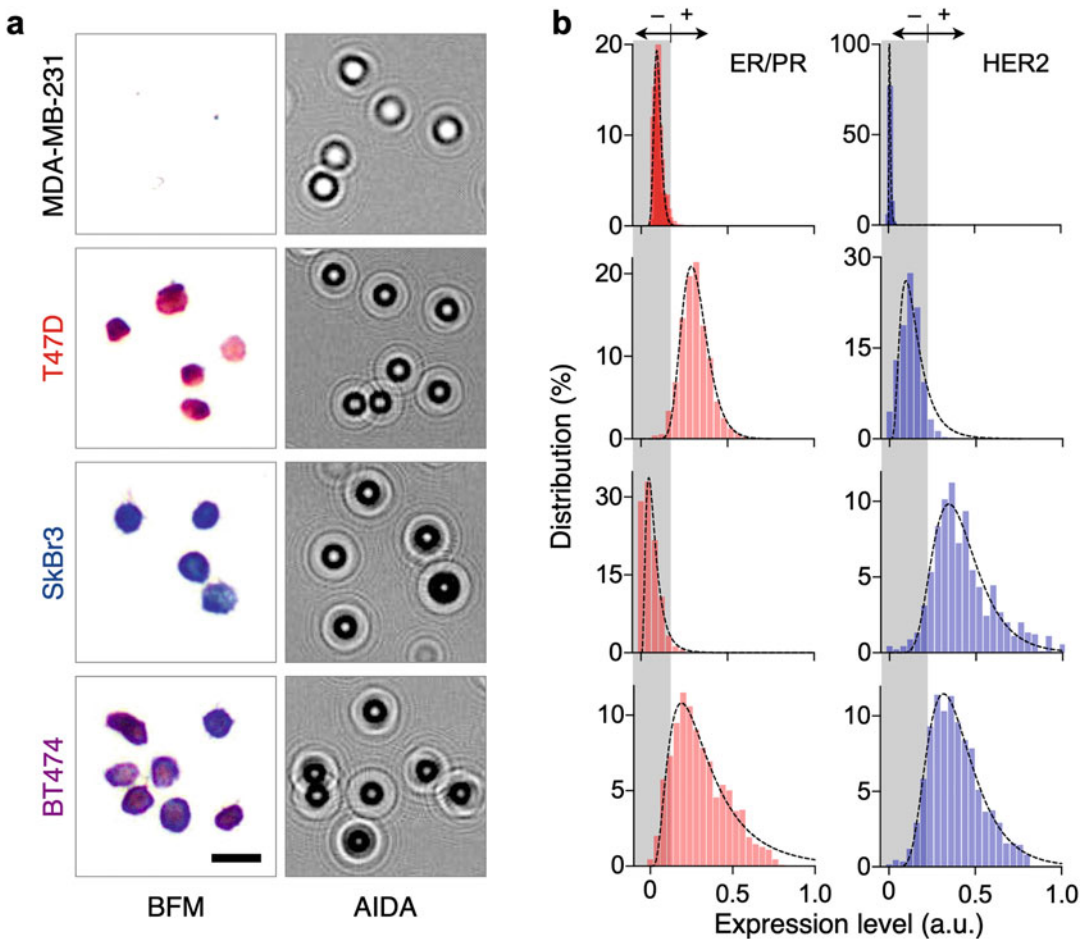 a
MDA-MB-231
T47D
SkBr3
BT474
BFM
AIDA
b
− +
− +
ER/PR
HER2
Distribution (%)
20
10
0
100
50
0
20
10
0
30
15
0
30
15
0
10
5
0
10
5
0
10
5
0
0 0.5 1.0
0 0.5 1.0
Expression level (a.u.)